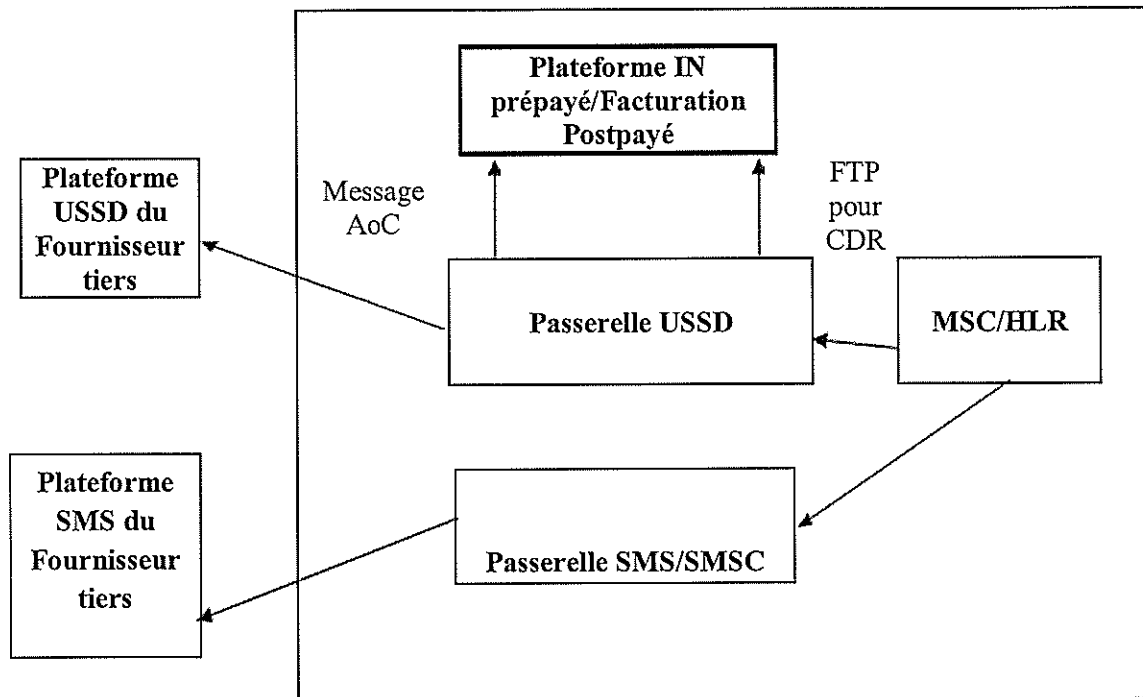 Plateforme IN
prépayé/Facturation
Postpayé
Plateforme
USSD du
Fournisseur
tiers
Message
AoC
FTP
pour
CDR
Passerelle USSD
MSC/HLR
Plateforme
SMS du
Fournisseur
tiers
Passerelle SMS/SMSC